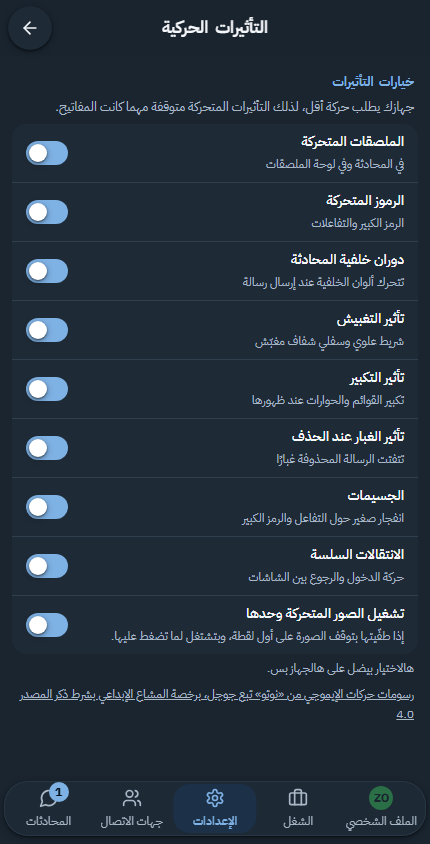 التأثيرات الحركية
خيارات التأثيرات
جهازك يطلب حركة أقل، لذلك التأثيرات المتحركة متوقفة مهما كانت المفاتيح.
الملصقات المتحركة
في المحادثة وفي لوحة الملصقات
الرموز المتحركة
الرمز الكبير والتفاعلات
دوران خلفية المحادثة
تتحرك ألوان الخلفية عند إرسال رسالة
تأثير التغبيش
شريط علوي وسفلي شفاف مغبّش
تأثير التكبير
تكبير القوائم والحوارات عند ظهورها
تأثير الغبار عند الحذف
تتفتت الرسالة المحذوفة غبارًا
الجسيمات
انفجار صغير حول التفاعل والرمز الكبير
الانتقالات السلسة
حركة الدخول والرجوع بين الشاشات
تشغيل الصور المتحركة وحدها
إذا طفّيتها بتوقف الصورة على أول لقطة، وبتشتغل لما تضغط عليها.
هالاختيار بيضل على هالجهاز بس.
رسومات حركات الإيموجي من «نوتو» تبع جوجل، برخصة المشاع الإبداعي بشرط ذكر المصدر
4.0
ZO
1
الملف الشخصي
الشغل
الإعدادات
جهات الاتصال
المحادثات